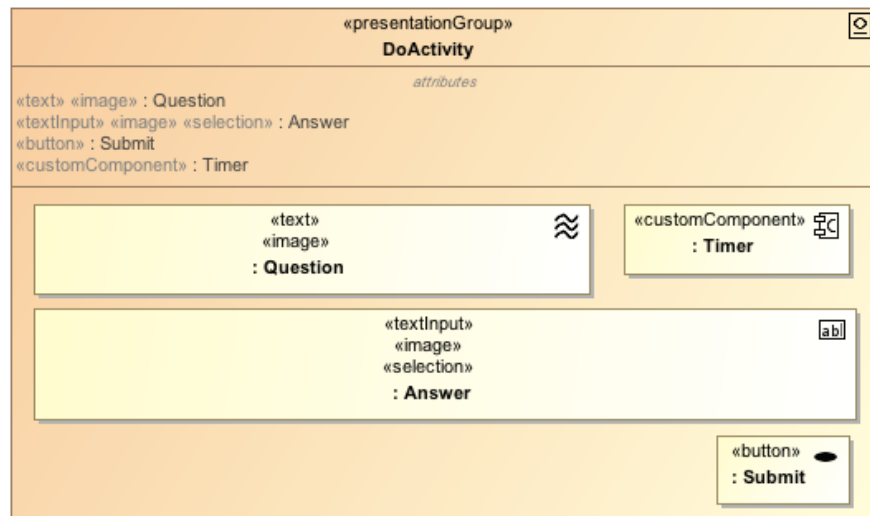 «presentationGroup»
DoActivity
attributes
«text» «image» : Question
«textInput» «image» «selection» : Answer
«button» : Submit
«customComponent» : Timer
«text»
«image»
: Question
«customComponent»
: Timer
C
«textInput»
«image»
«selection»
: Answer
ab|
«button»
: Submit